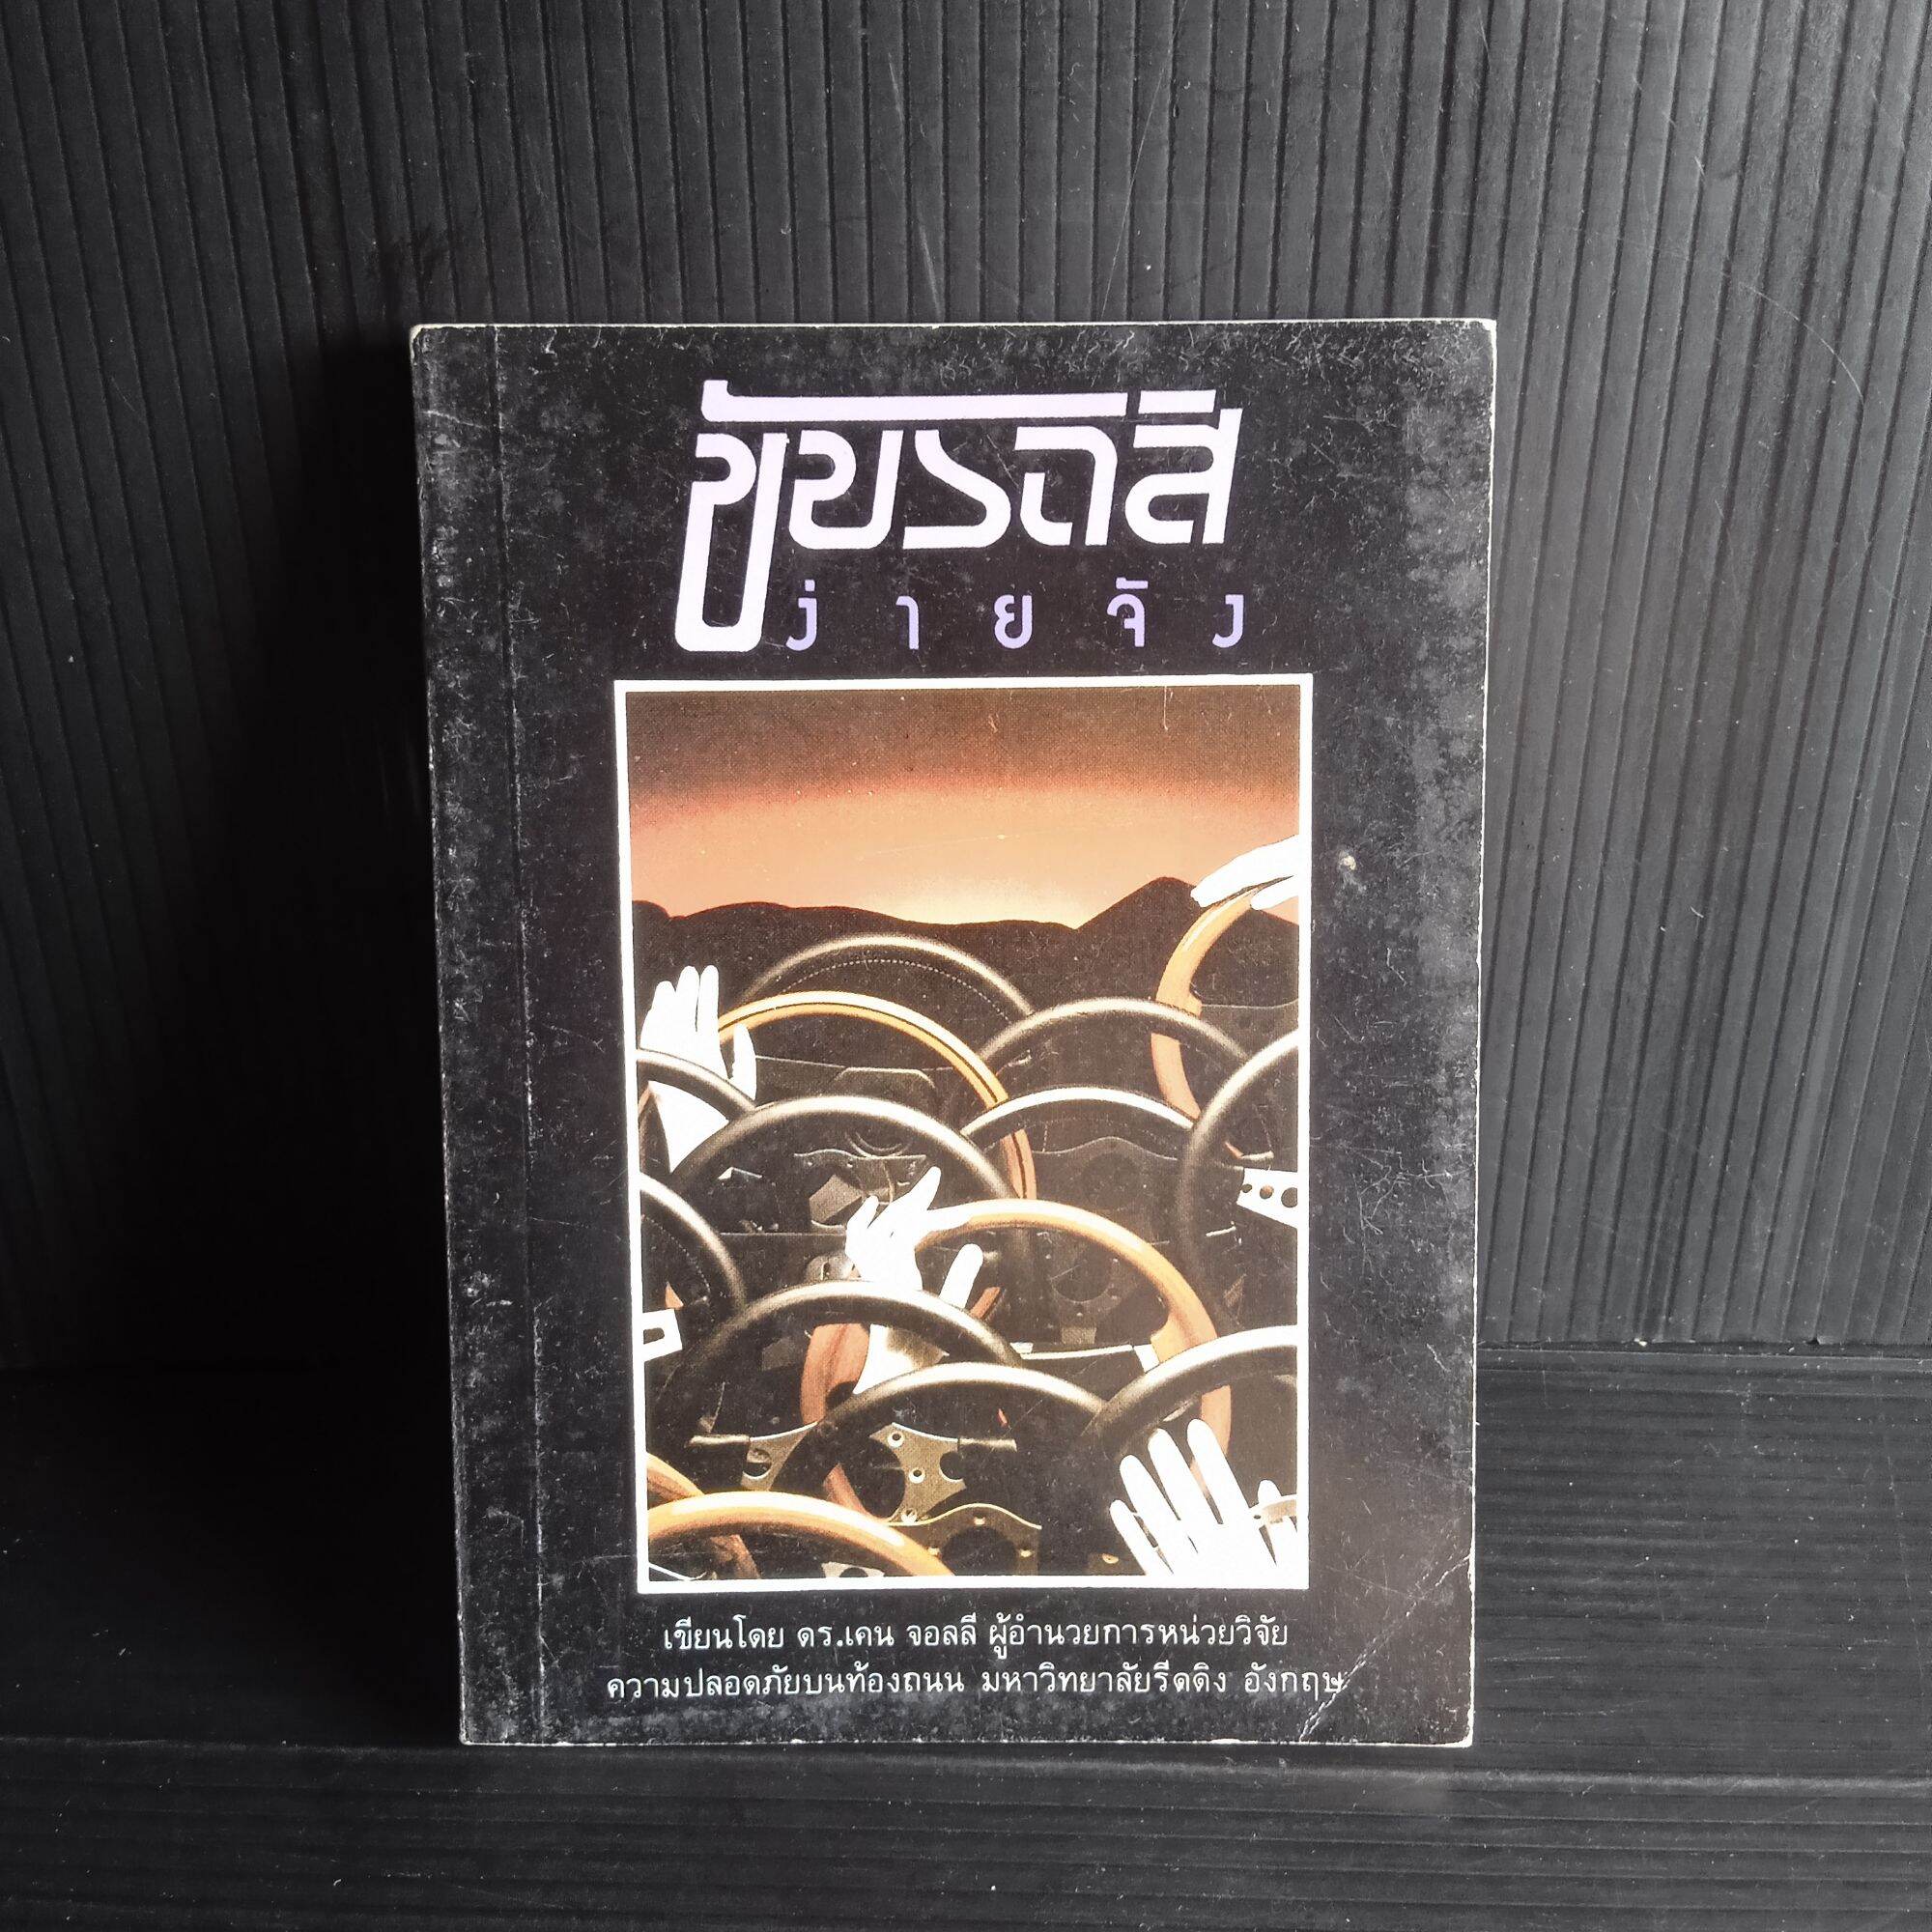 ขับรถสิ
ง่ายจัง
เขียนโดย ดร.เคน จอลลี ผู้อำนวยการหน่วยวิจัย
ความปลอดภัยบนท้องถนน มหาวิทยาลัยรีดดิง อังกฤษ